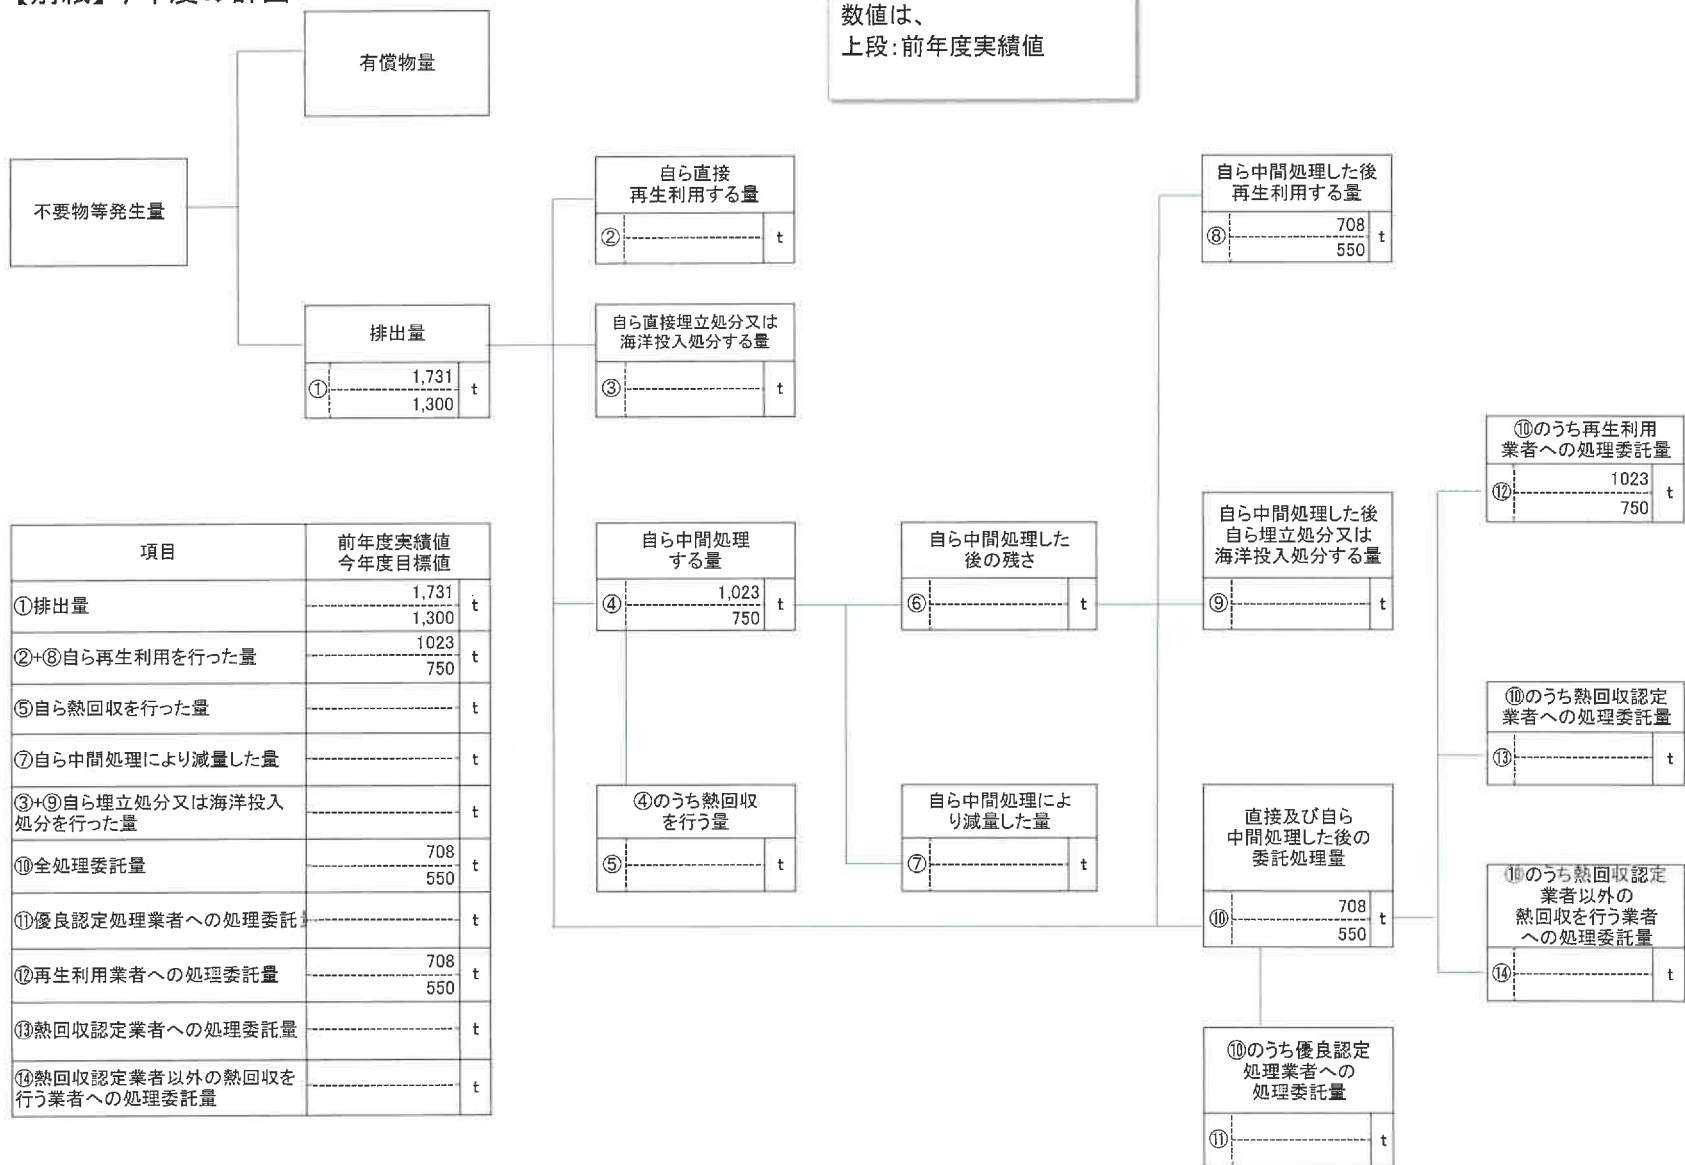 数値は、
上段:前年度実績値
有償物量
不要物等発生量
排出量
① 1,731 t
1,300
自ら直接
再生利用する量
② t
自ら直接埋立処分又は
海洋投入処分する量
③ t
自ら中間処理
する量
④ 1,023 t
750
④のうち熱回収
を行う量
⑤ t
自ら中間処理した
後の残さ
⑥ t
自ら中間処理によ
り減量した量
⑦ t
自ら中間処理した後
再生利用する量
⑧ 708 t
550
自ら中間処理した後
自ら埋立処分又は
海洋投入処分する量
⑨ t
直接及び自ら
中間処理した後の
委託処理量
⑩ 708 t
550
⑩のうち優良認定
処理業者への
処理委託量
⑪ t
⑩のうち再生利用
業者への処理委託量
⑫ 1023 t
750
⑩のうち熱回収認定
業者への処理委託量
⑬ t
⑩のうち熱回収認定
業者以外の
熱回収を行う業者
への処理委託量
⑭ t
項目 前年度実績値
今年度目標値
①排出量 1,731 t
1,300
②+⑧自ら再生利用を行った量 1023 t
750
⑤自ら熱回収を行った量 t
⑦自ら中間処理により減量した量 t
③+⑨自ら埋立処分又は海洋投入
処分を行った量 t
⑩全処理委託量 708 t
550
⑪優良認定処理業者への処理委託 t
⑫再生利用業者への処理委託量 708 t
550
⑬熱回収認定業者への処理委託量 t
⑭熱回収認定業者以外の熱回収を
行う業者への処理委託量 t